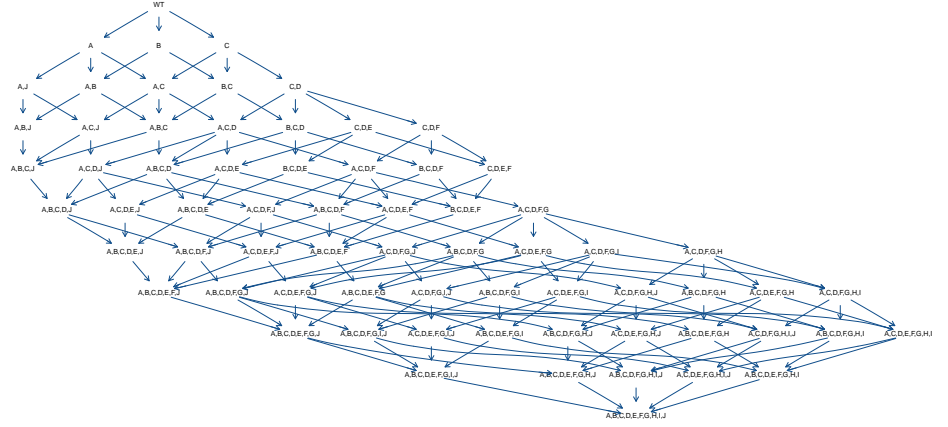 WT
A B C
A,J A,B A,C B,C C,D
A,B,J A,C,J A,B,C A,C,D B,C,D C,D,E C,D,F
A,B,C,J A,C,D,J A,B,C,D A,C,D,E B,C,D,E A,C,D,F B,C,D,F C,D,E,F
A,B,C,D,J A,C,D,E,J A,B,C,D,E A,C,D,F,J A,B,C,D,F A,C,D,E,F B,C,D,E,F A,C,D,F,G
A,B,C,D,E,J A,B,C,D,F,J A,C,D,E,F,J A,B,C,D,E,F A,C,D,F,G,J A,B,C,D,F,G A,C,D,E,F,G A,C,D,F,G,I A,C,D,F,G,H
A,B,C,D,E,F,J A,B,C,D,F,G,J A,C,D,E,F,G,J A,B,C,D,E,F,G A,C,D,F,G,I,J A,B,C,D,F,G,I A,C,D,E,F,G,I A,C,D,F,G,H,J A,B,C,D,F,G,H A,C,D,E,F,G,H A,C,D,F,G,H,I
A,B,C,D,E,F,G,J A,B,C,D,F,G,I,J A,C,D,E,F,G,I,J A,B,C,D,E,F,G,I A,B,C,D,F,G,H,J A,C,D,E,F,G,H,J A,B,C,D,E,F,G,H A,C,D,F,G,H,I,J A,B,C,D,F,G,H,I A,C,D,E,F,G,H,I
A,B,C,D,E,F,G,I,J A,B,C,D,E,F,G,H,J A,B,C,D,F,G,H,I,J A,C,D,E,F,G,H,I,J A,B,C,D,E,F,G,H,I
A,B,C,D,E,F,G,H,I,J